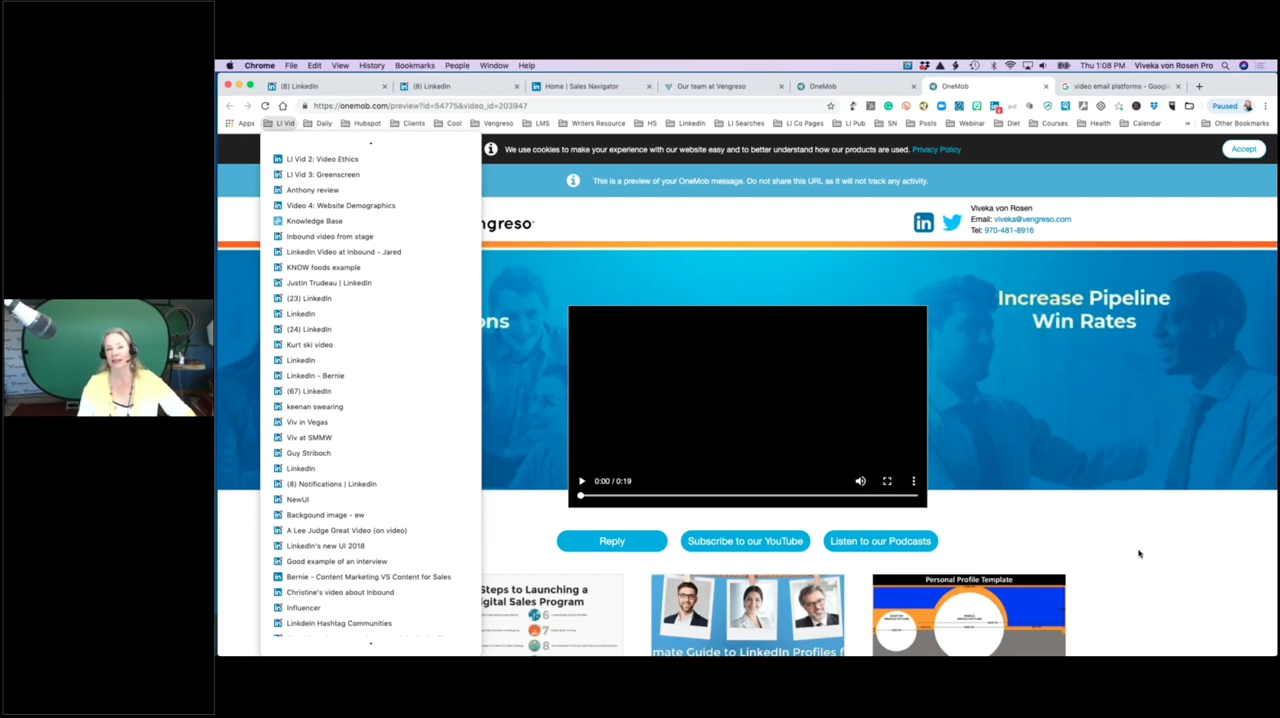 Chrome File Edit View History Bookmarks People Window Help Thu 1:08 PM Viveka von Rosen Pro
(8) LinkedIn (8) LinkedIn Home | Sales Navigator Our team at Vengreso OneMob OneMob video email platforms - Google
https://onemob.com/preview?id=54775&video_id=203947 Paused
Apps LI Vid Daily Hubspot Clients Cool Vengreso LMS Writers Resource HS LinkedIn LI Searches LI Co Pages LI Pub SN Posts Webinar Diet Courses Health Calendar » Other Bookmarks
We use cookies to make your experience with our website easy and to better understand how our products are used. Privacy Policy Accept
This is a preview of your OneMob message. Do not share this URL as it will not track any activity.
ngreso
Viveka von Rosen
Email: viveka@vengreso.com
Tel: 970-481-8916
LI Vid 2: Video Ethics
LI Vid 3: Greenscreen
Anthony review
Video 4: Website Demographics
Knowledge Base
Inbound video from stage
LinkedIn Video at Inbound - Jared
KNOW foods example
Justin Trudeau | LinkedIn
(23) LinkedIn
LinkedIn
(24) LinkedIn
Kurt ski video
LinkedIn
LinkedIn - Bernie
(67) LinkedIn
keenan swearing
Viv in Vegas
Viv at SMMW
Guy Striboch
LinkedIn
(8) Notifications | LinkedIn
NewUI
Backgound image - ew
A Lee Judge Great Video (on video)
LinkedIn's new UI 2018
Good example of an interview
Bernie - Content Marketing VS Content for Sales
Christine's video about Inbound
Influencer
LinkdeIn Hashtag Communities
ons
Increase Pipeline
Win Rates
0:00 / 0:19
Reply Subscribe to our YouTube Listen to our Podcasts
Steps to Launching a
igital Sales Program
6
7
8
mate Guide to LinkedIn Profiles f
Personal Profile Template